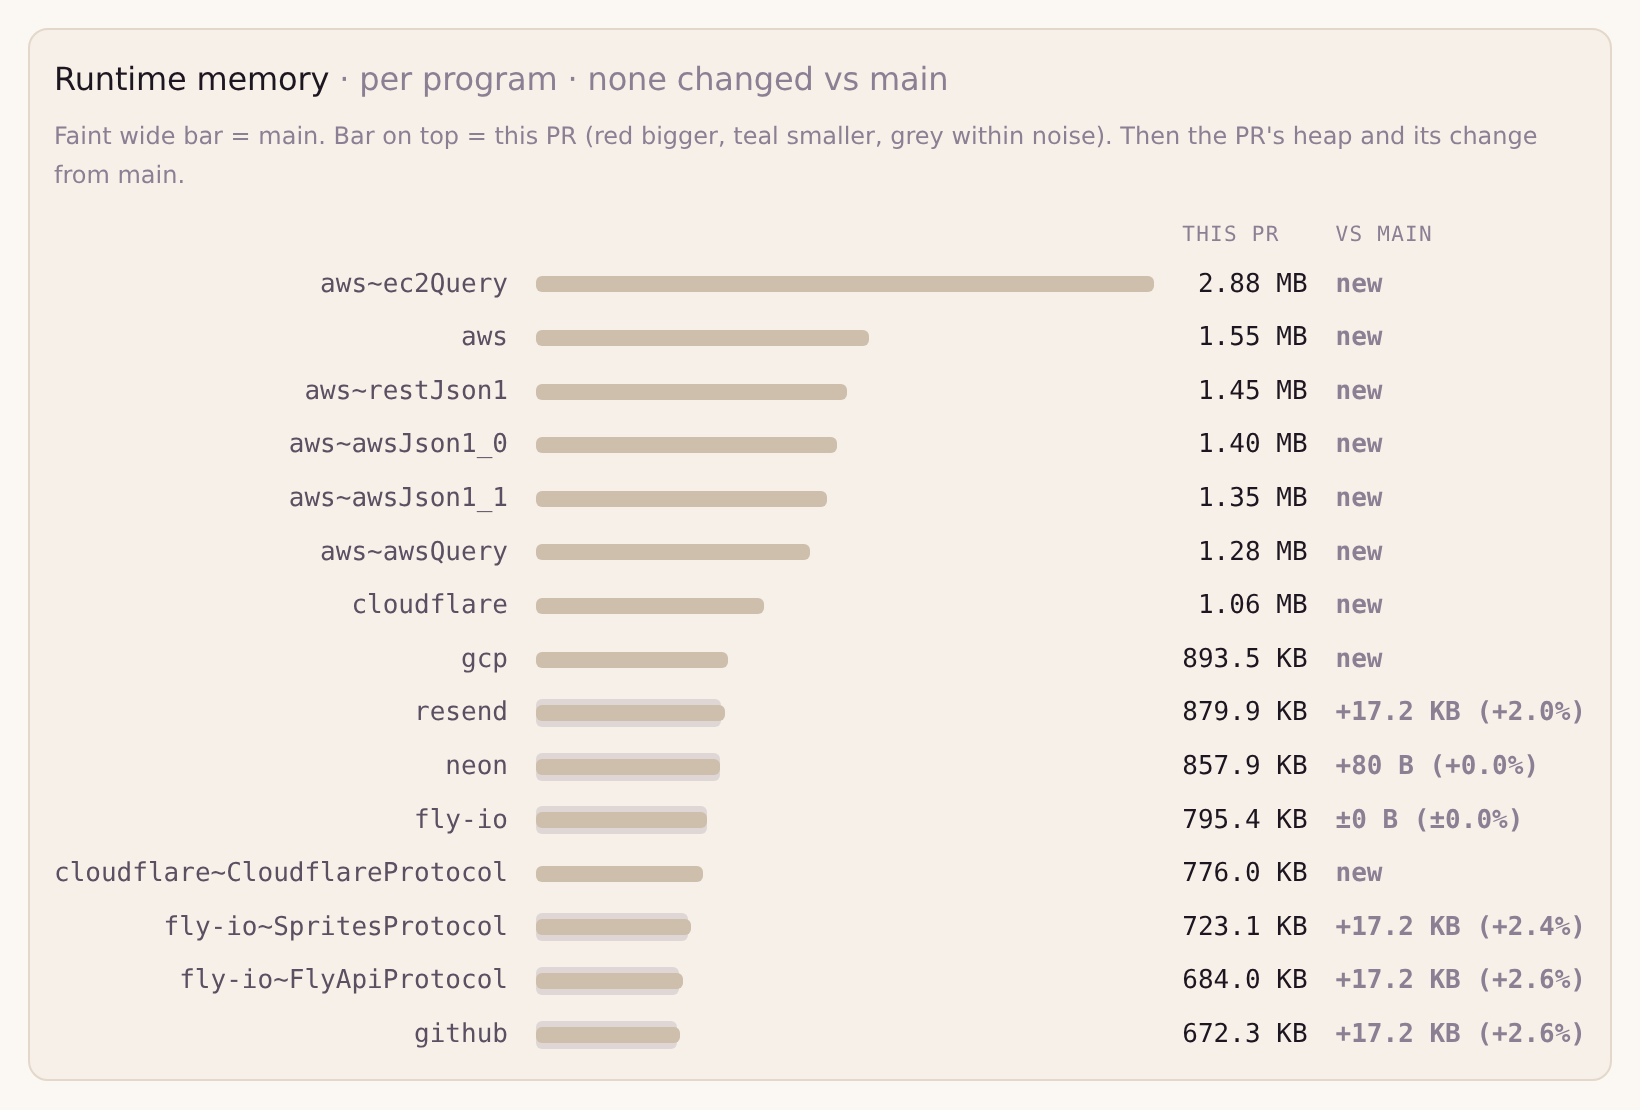 Runtime memory · per program · none changed vs main
Faint wide bar = main. Bar on top = this PR (red bigger, teal smaller, grey within noise). Then the PR's heap and its change
from main.
THIS PR VS MAIN
aws~ec2Query 2.88 MB new
aws 1.55 MB new
aws~restJson1 1.45 MB new
aws~awsJson1_0 1.40 MB new
aws~awsJson1_1 1.35 MB new
aws~awsQuery 1.28 MB new
cloudflare 1.06 MB new
gcp 893.5 KB new
resend 879.9 KB +17.2 KB (+2.0%)
neon 857.9 KB +80 B (+0.0%)
fly-io 795.4 KB ±0 B (±0.0%)
cloudflare~CloudflareProtocol 776.0 KB new
fly-io~SpritesProtocol 723.1 KB +17.2 KB (+2.4%)
fly-io~FlyApiProtocol 684.0 KB +17.2 KB (+2.6%)
github 672.3 KB +17.2 KB (+2.6%)